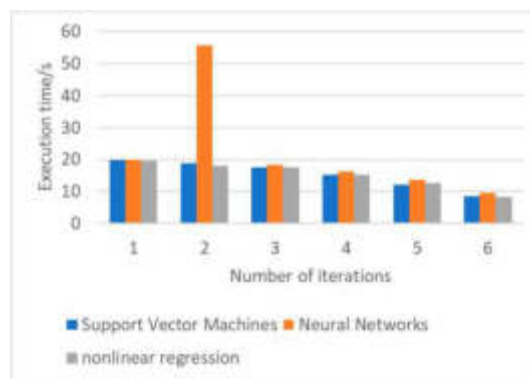 60
50
40
30
20
10
0
Execution time/s
1 2 3 4 5 6
Number of iterations
Support Vector Machines Neural Networks
nonlinear regression